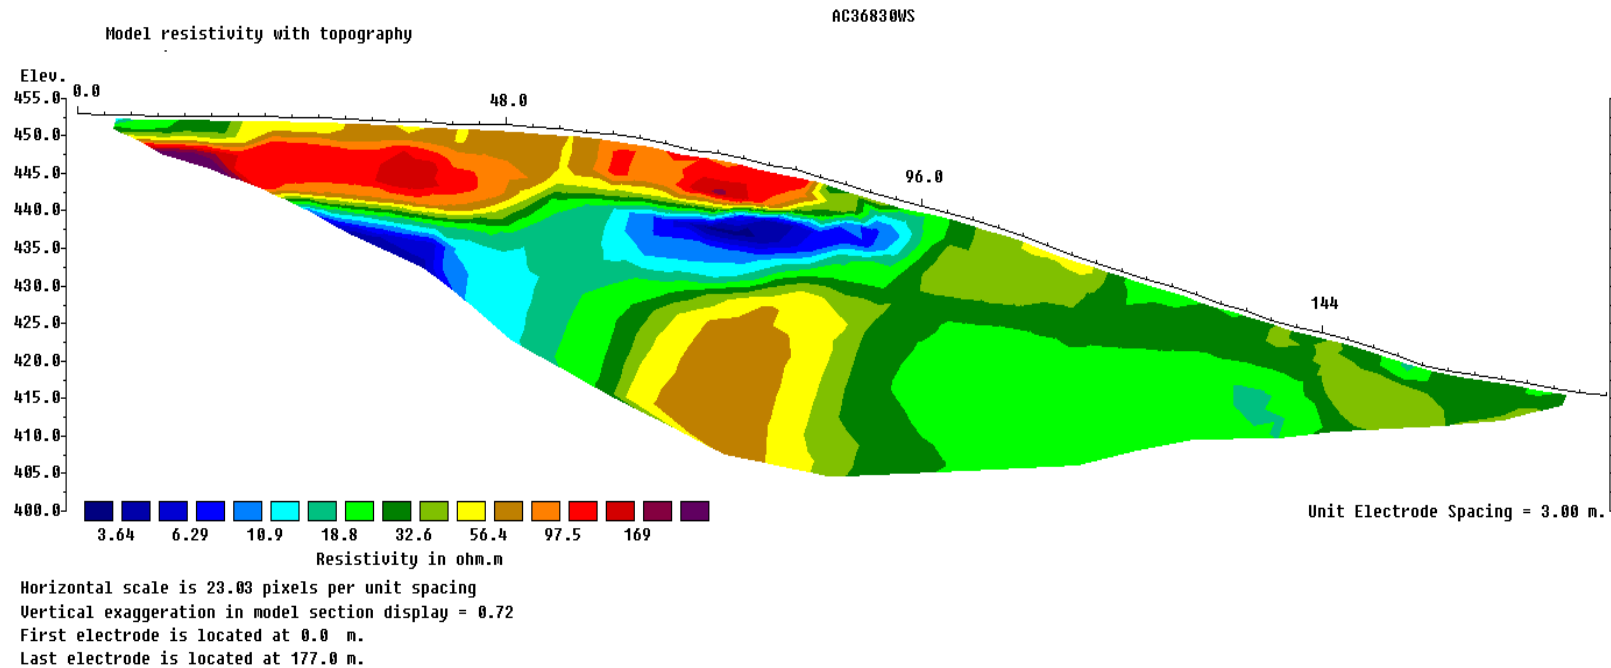 AC36830WS
Model resistivity with topography
Elev.
0.0
455.0
48.0
450.0
445.0
96.0
440.0
435.0
430.0
144
425.0
420.0
415.0
410.0
405.0
400.0
Unit Electrode Spacing = 3.00 m.
3.64 6.29 10.9 18.8 32.6 56.4 97.5 169
Resistivity in ohm.m
Horizontal scale is 23.03 pixels per unit spacing
Vertical exaggeration in model section display = 0.72
First electrode is located at 0.0 m.
Last electrode is located at 177.0 m.